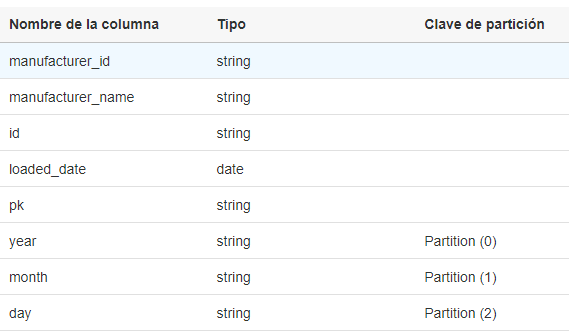 Nombre de la columna Tipo Clave de partición
manufacturer_id string
manufacturer_name string
id string
loaded_date date
pk string
year string Partition (0)
month string Partition (1)
day string Partition (2)